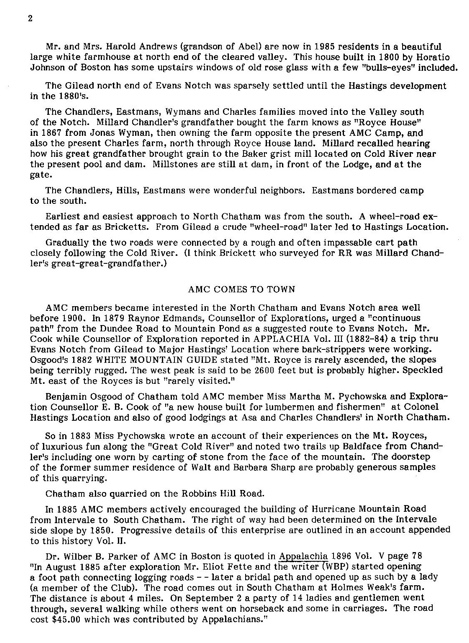 2
Mr. and Mrs. Harold Andrews (grandson of Abel) are now in 1985 residents in a beautiful
large white farmhouse at north end of the cleared valley. This house built in 1800 by Horatio
Johnson of Boston has some upstairs windows of old rose glass with a few "bulls-eyes" included.
The Gilead north end of Evans Notch was sparsely settled until the Hastings development
in the 1880's.
The Chandlers, Eastmans, Wymans and Charles families moved into the Valley south
of the Notch. Millard Chandler's grandfather bought the farm knows as "Royce House"
in 1867 from Jonas Wyman, then owning the farm opposite the present AMC Camp, and
also the present Charles farm, north through Royce House land. Millard recalled hearing
how his great grandfather brought grain to the Baker grist mill located on Cold River near
the present pool and dam. Millstones are still at dam, in front of the Lodge, and at the
gate.
The Chandlers, Hills, Eastmans were wonderful neighbors. Eastmans bordered camp
to the south.
Earliest and easiest approach to North Chatham was from the south. A wheel-road ex-
tended as far as Bricketts. From Gilead a crude "wheel-road" later led to Hastings Location.
Gradually the two roads were connected by a rough and often impassable cart path
closely following the Cold River. (I think Brickett who surveyed for RR was Millard Chand-
ler's great-great-grandfather.)
AMC COMES TO TOWN
AMC members became interested in the North Chatham and Evans Notch area well
before 1900. In 1879 Raynor Edmands, Counsellor of Explorations, urged a "continuous
path" from the Dundee Road to Mountain Pond as a suggested route to Evans Notch. Mr.
Cook while Counsellor of Exploration reported in APPLACHIA Vol. III (1882-84) a trip thru
Evans Notch from Gilead to Major Hastings' Location where bark-strippers were working.
Osgood's 1882 WHITE MOUNTAIN GUIDE stated "Mt. Royce is rarely ascended, the slopes
being terribly rugged. The west peak is said to be 2600 feet but is probably higher. Speckled
Mt. east of the Royces is but "rarely visited."
Benjamin Osgood of Chatham told AMC member Miss Martha M. Pychowska and Explora-
tion Counsellor E. B. Cook of "a new house built for lumbermen and fishermen" at Colonel
Hastings Location and also of good lodgings at Asa and Charles Chandlers' in North Chatham.
So in 1883 Miss Pychowska wrote an account of their experiences on the Mt. Royces,
of luxurious fun along the "Great Cold River" and noted two trails up Baldface from Chand-
ler's including one worn by carting of stone from the face of the mountain. The doorstep
of the former summer residence of Walt and Barbara Sharp are probably generous samples
of this quarrying.
Chatham also quarried on the Robbins Hill Road.
In 1885 AMC members actively encouraged the building of Hurricane Mountain Road
from Intervale to South Chatham. The right of way had been determined on the Intervale
side slope by 1850. Progressive details of this enterprise are outlined in an account appended
to this history Vol. II.
Dr. Wilber B. Parker of AMC in Boston is quoted in Appalachia 1896 Vol. V page 78
"In August 1885 after exploration Mr. Eliot Fette and the writer (WBP) started opening
a foot path connecting logging roads - - later a bridal path and opened up as such by a lady
(a member of the Club). The road comes out in South Chatham at Holmes Weak's farm.
The distance is about 4 miles. On September 2 a party of 14 ladies and gentlemen went
through, several walking while others went on horseback and some in carriages. The road
cost $45.00 which was contributed by Appalachians."